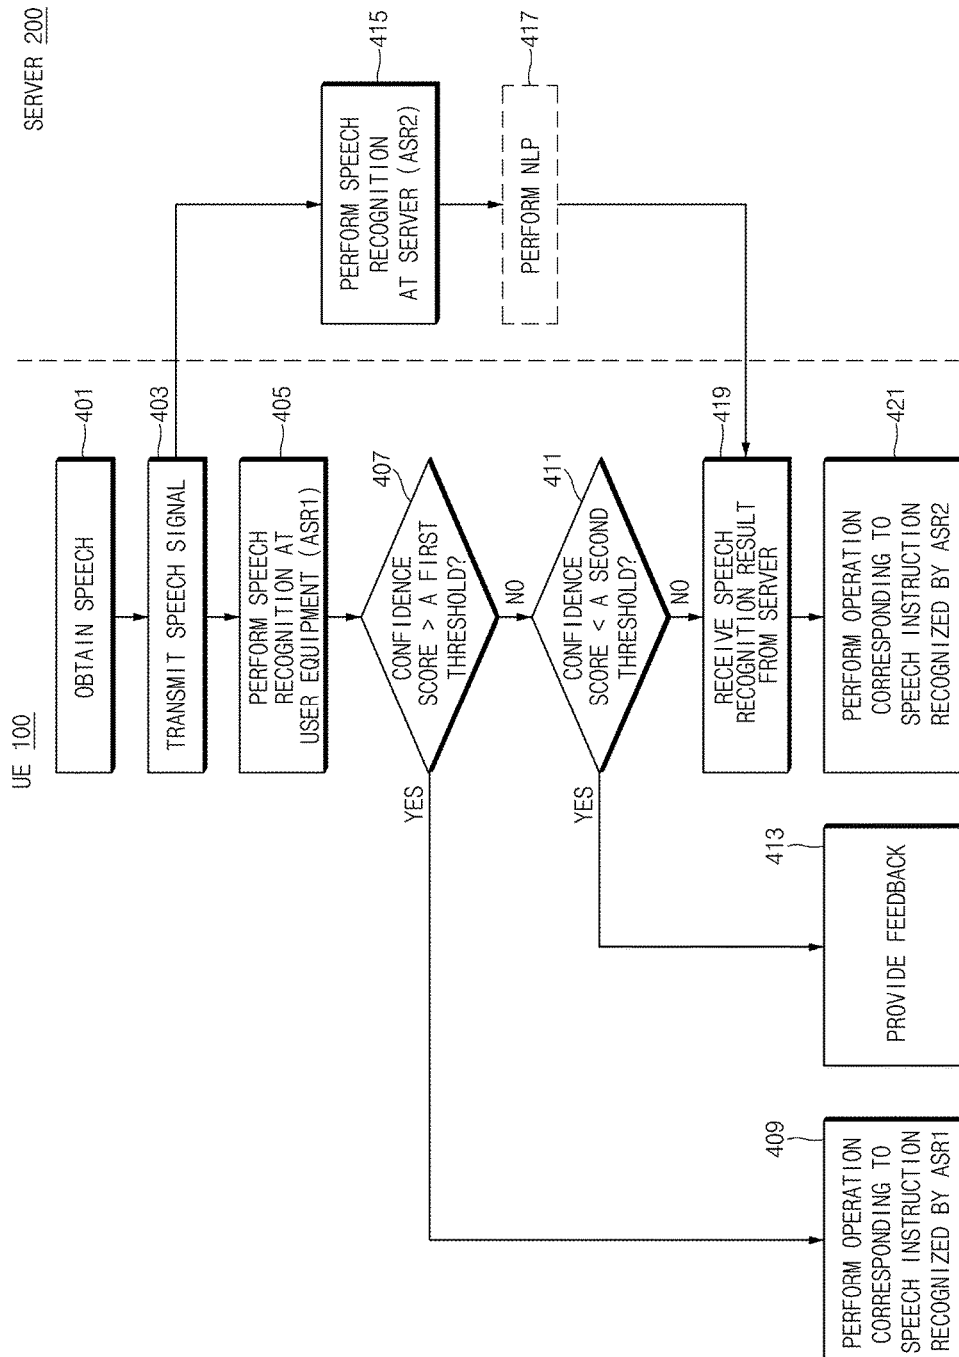 UE 100
SERVER 200
OBTAIN SPEECH
401
TRANSMIT SPEECH SIGNAL
403
PERFORM SPEECH
RECOGNITION AT
USER EQUIPMENT (ASR1)
405
CONFIDENCE
SCORE > A FIRST
THRESHOLD?
407
YES
NO
PERFORM OPERATION
CORRESPONDING TO
SPEECH INSTRUCTION
RECOGNIZED BY ASR1
409
CONFIDENCE
SCORE < A SECOND
THRESHOLD?
411
YES
NO
PROVIDE FEEDBACK
413
PERFORM SPEECH
RECOGNITION
AT SERVER (ASR2)
415
PERFORM NLP
417
RECEIVE SPEECH
RECOGNITION RESULT
FROM SERVER
419
PERFORM OPERATION
CORRESPONDING TO
SPEECH INSTRUCTION
RECOGNIZED BY ASR2
421